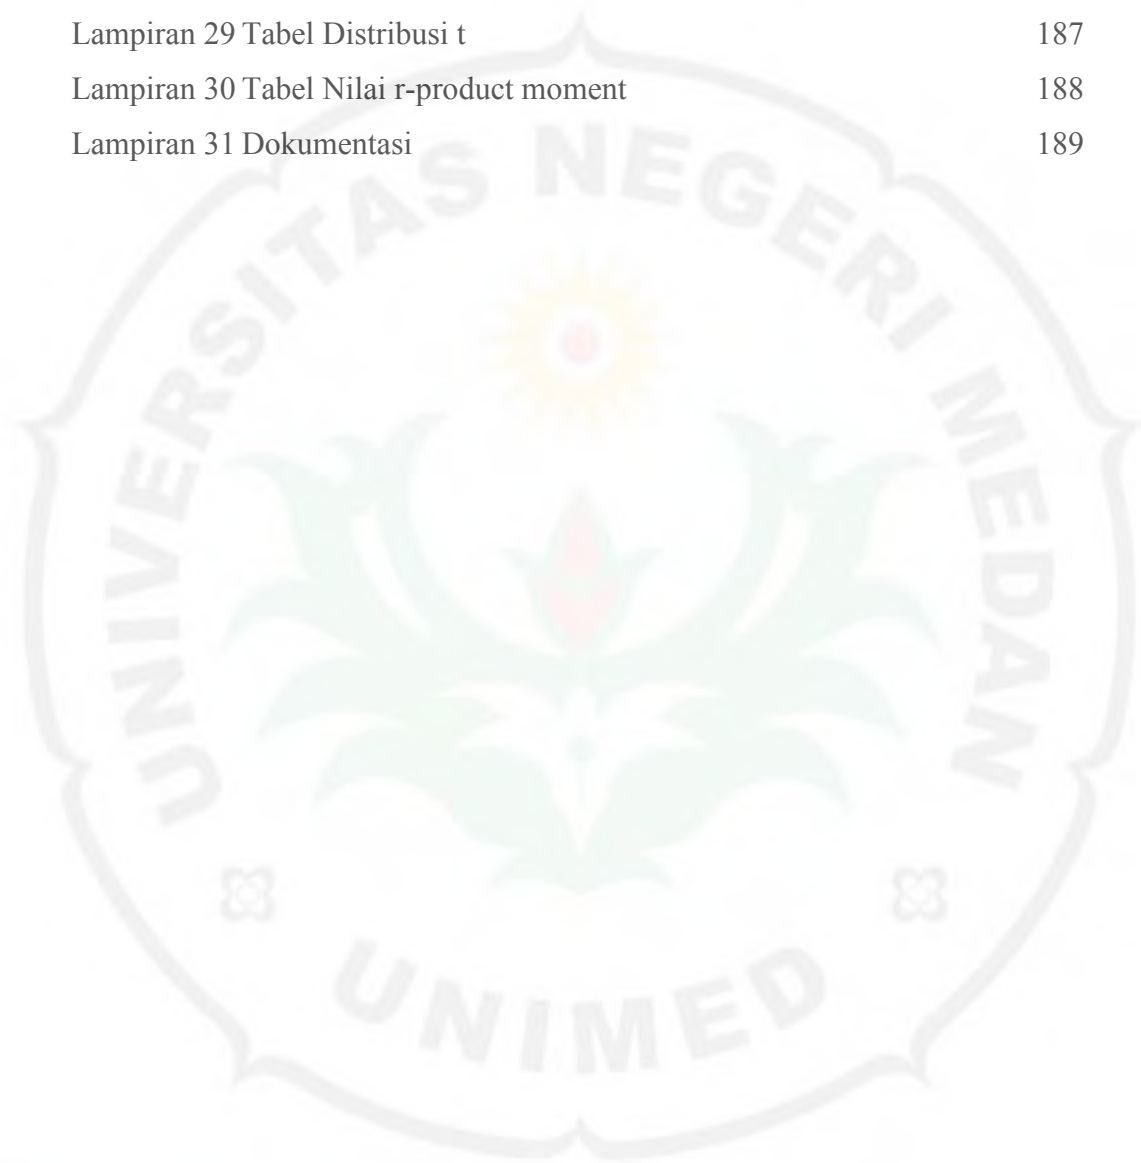 Lampiran 29 Tabel Distribusi t 187
Lampiran 30 Tabel Nilai r-product moment 188
Lampiran 31 Dokumentasi 189
UNIVERSITAS NEGERI MEDAN
UNIMED